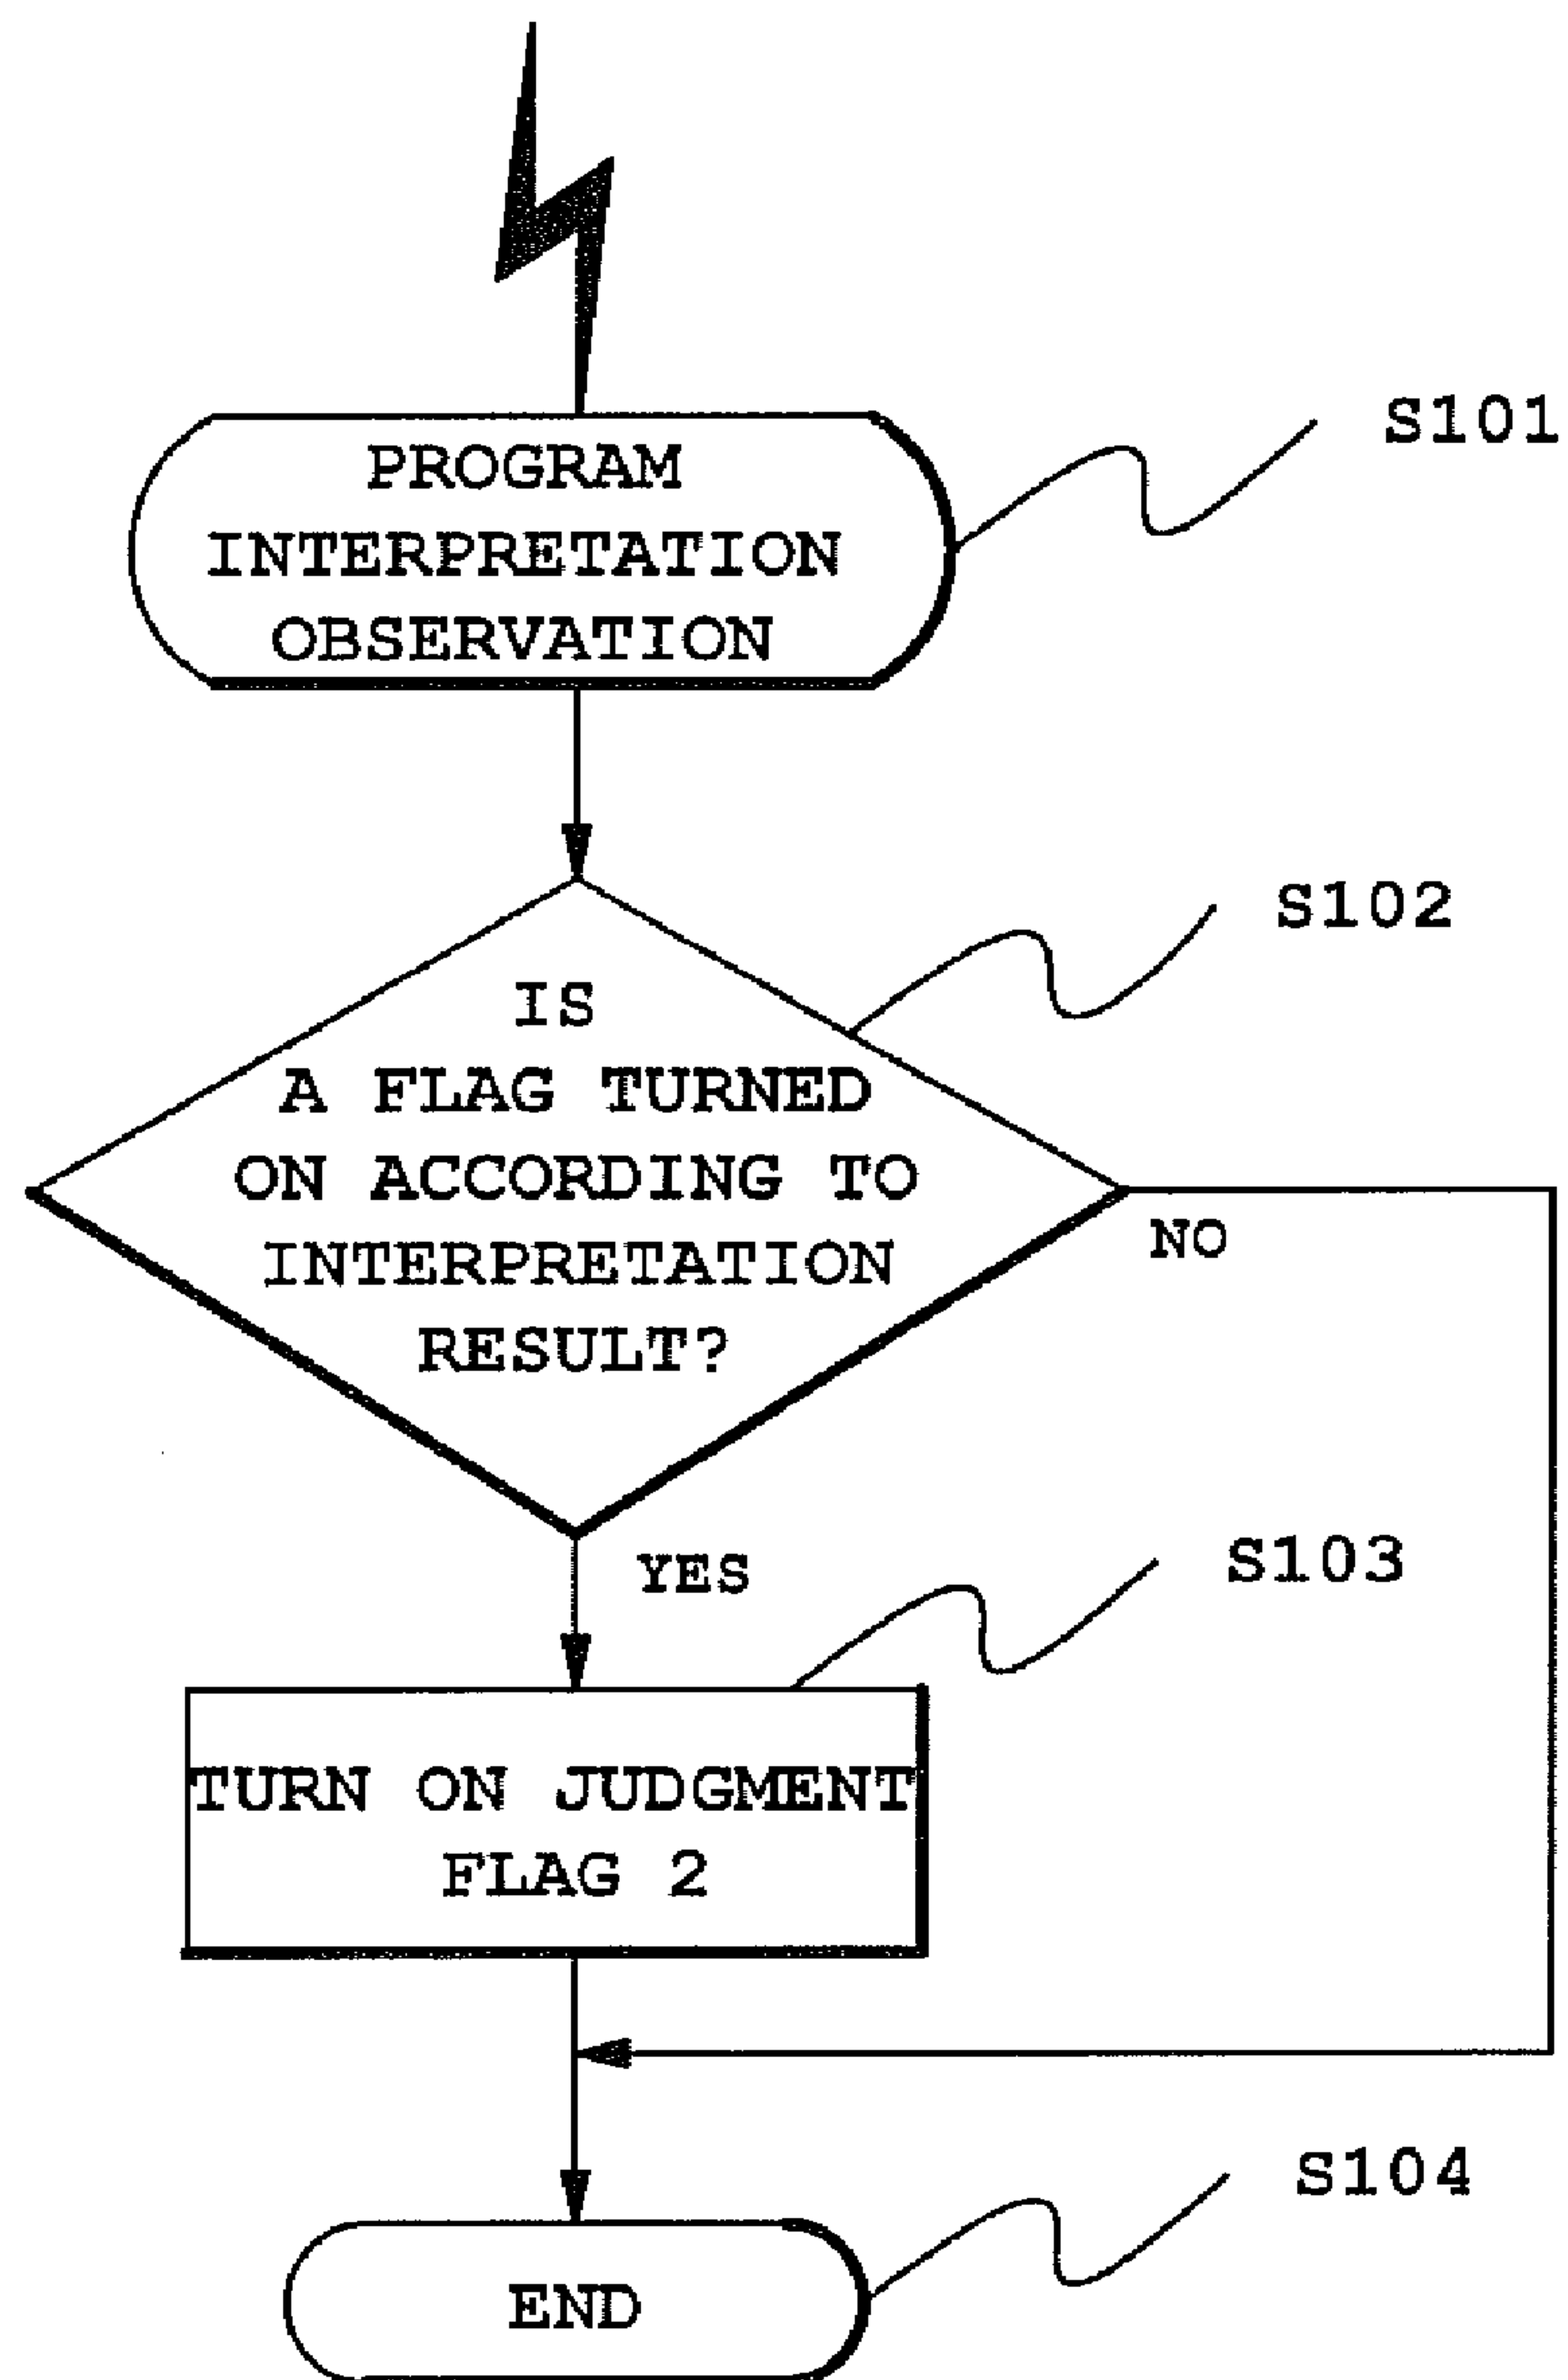 S101
PROGRAM
INTERPRETATION
OBSERVATION
S102
IS
A FLAG TURNED
ON ACCORDING TO
INTERPRETATION
RESULT?
NO
YES
S103
TURN ON JUDGMENT
FLAG 2
S104
END